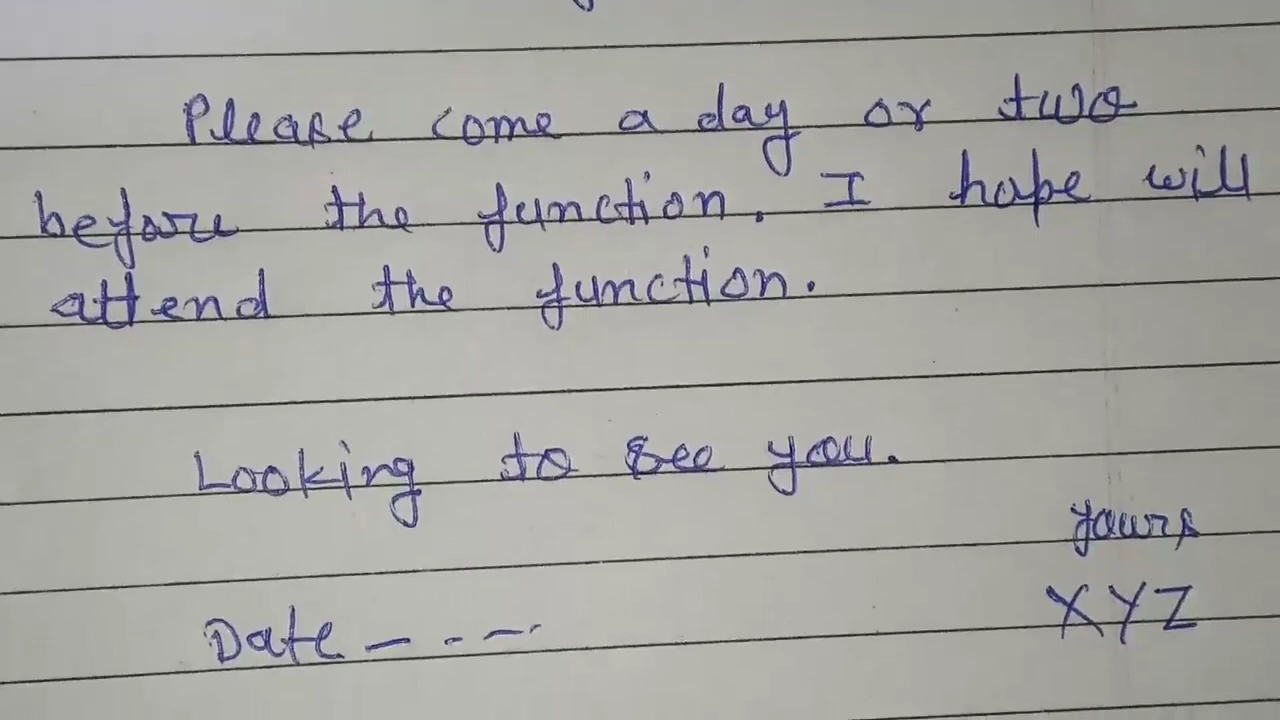 Please come a day or two
before the function. I hope will
attend the function.
Looking to see you.
Yours
Date - . - . .
XYZ